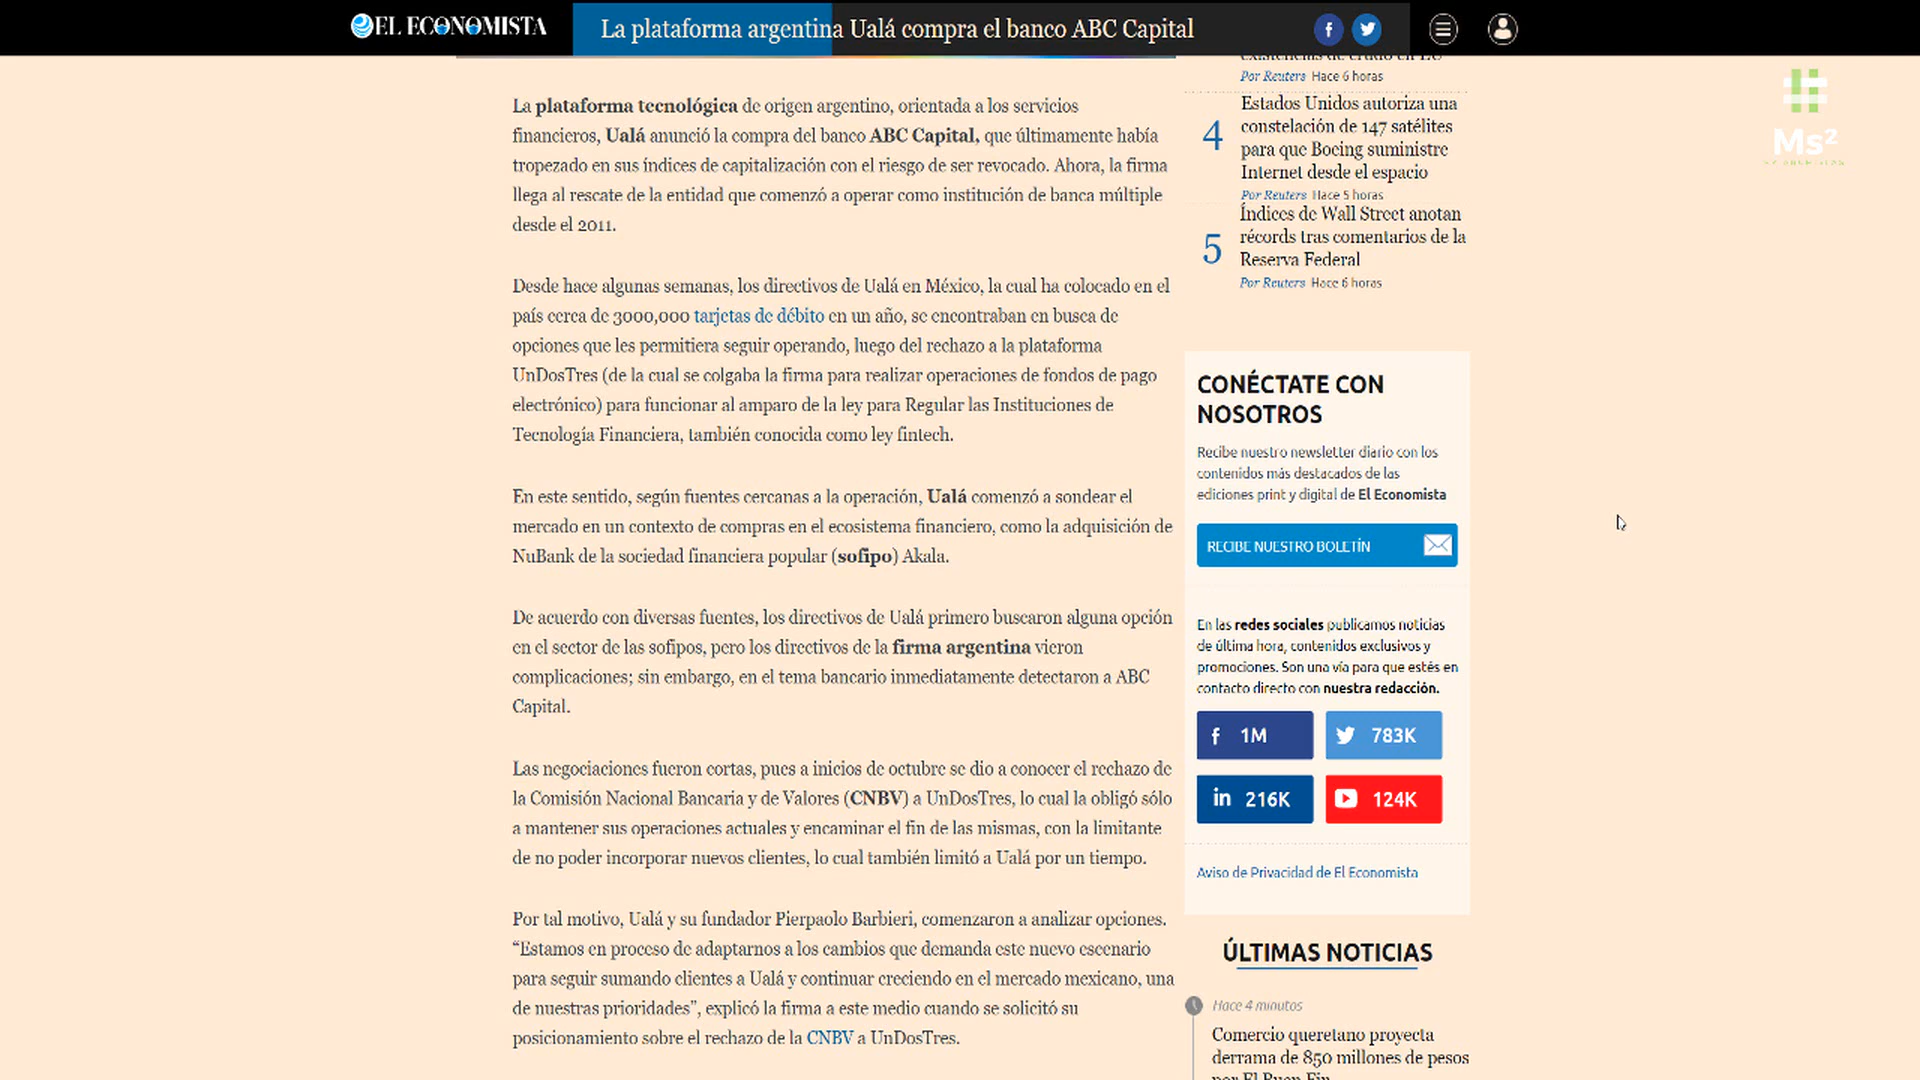 EL ECONOMISTA
La plataforma argentina Ualá compra el banco ABC Capital
La plataforma tecnológica de origen argentino, orientada a los servicios
financieros, Ualá anunció la compra del banco ABC Capital, que últimamente había
tropezado en sus índices de capitalización con el riesgo de ser revocado. Ahora, la firma
llega al rescate de la entidad que comenzó a operar como institución de banca múltiple
desde el 2011.
Desde hace algunas semanas, los directivos de Ualá en México, la cual ha colocado en el
país cerca de 3000,000 tarjetas de débito en un año, se encontraban en busca de
opciones que les permitiera seguir operando, luego del rechazo a la plataforma
UnDosTres (de la cual se colgaba la firma para realizar operaciones de fondos de pago
electrónico) para funcionar al amparo de la ley para Regular las Instituciones de
Tecnología Financiera, también conocida como ley fintech.
En este sentido, según fuentes cercanas a la operación, Ualá comenzó a sondear el
mercado en un contexto de compras en el ecosistema financiero, como la adquisición de
NuBank de la sociedad financiera popular (sofipo) Akala.
De acuerdo con diversas fuentes, los directivos de Ualá primero buscaron alguna opción
en el sector de las sofipos, pero los directivos de la firma argentina vieron
complicaciones; sin embargo, en el tema bancario inmediatamente detectaron a ABC
Capital.
Las negociaciones fueron cortas, pues a inicios de octubre se dio a conocer el rechazo de
la Comisión Nacional Bancaria y de Valores (CNBV) a UnDosTres, lo cual la obligó sólo
a mantener sus operaciones actuales y encaminar el fin de las mismas, con la limitante
de no poder incorporar nuevos clientes, lo cual también limitó a Ualá por un tiempo.
Por tal motivo, Ualá y su fundador Pierpaolo Barbieri, comenzaron a analizar opciones.
“Estamos en proceso de adaptarnos a los cambios que demanda este nuevo escenario
para seguir sumando clientes a Ualá y continuar creciendo en el mercado mexicano, una
de nuestras prioridades”, explicó la firma a este medio cuando se solicitó su
posicionamiento sobre el rechazo de la CNBV a UnDosTres.
existencias de crudo en EU
Por Reuters Hace 6 horas
4
Estados Unidos autoriza una
constelación de 147 satélites
para que Boeing suministre
Internet desde el espacio
Por Reuters Hace 5 horas
5
Índices de Wall Street anotan
récords tras comentarios de la
Reserva Federal
Por Reuters Hace 6 horas
CONÉCTATE CON
NOSOTROS
Recibe nuestro newsletter diario con los
contenidos más destacados de las
ediciones print y digital de El Economista
RECIBE NUESTRO BOLETÍN
En las redes sociales publicamos noticias
de última hora, contenidos exclusivos y
promociones. Son una vía para que estés en
contacto directo con nuestra redacción.
1M
783K
216K
124K
Aviso de Privacidad de El Economista
ÚLTIMAS NOTICIAS
Hace 4 minutos
Comercio queretano proyecta
derrama de 850 millones de pesos
por El Buen Fin
Ms²